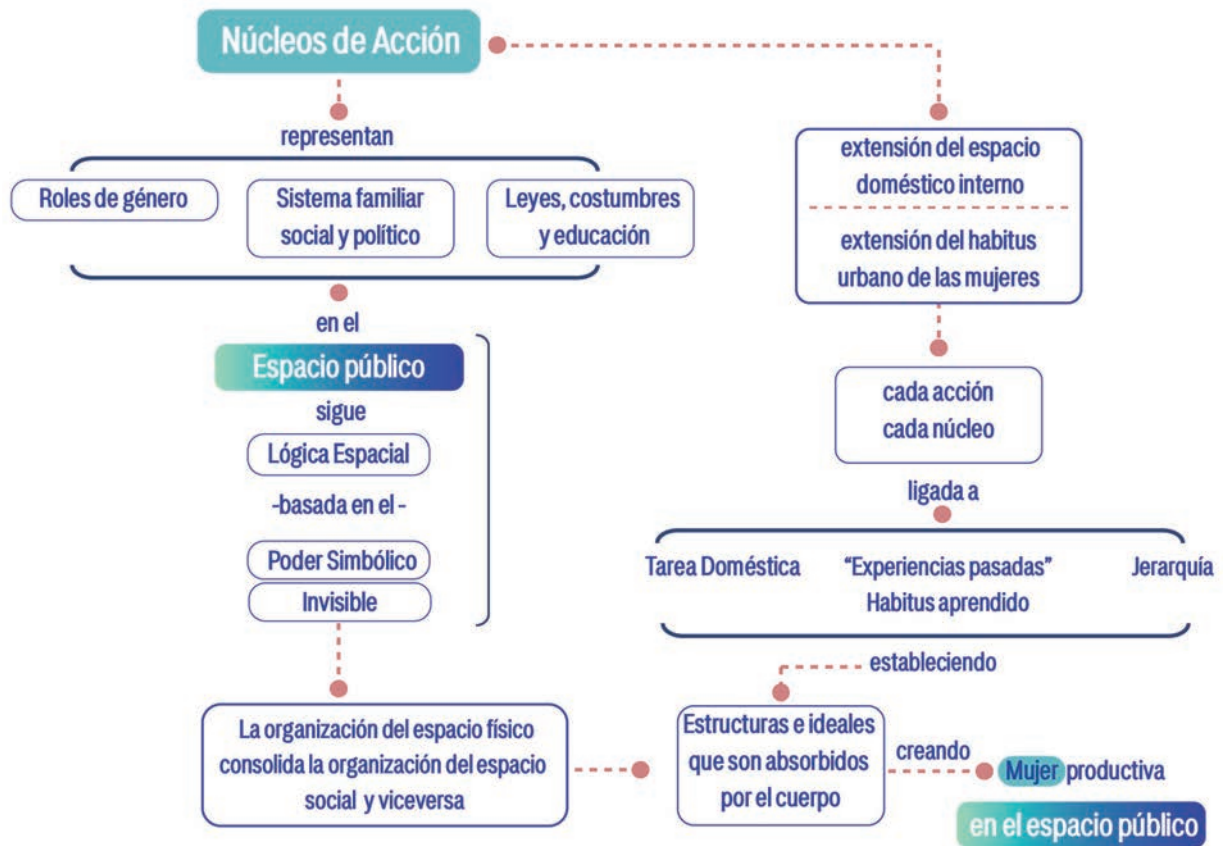 Núcleos de Acción
representan
Roles de género
Sistema familiar
social y político
Leyes, costumbres
y educación
en el
Espacio público
sigue
Lógica Espacial
-basada en el -
Poder Simbólico
Invisible
La organización del espacio físico
consolida la organización del espacio
social y viceversa
extensión del espacio
doméstico interno
extensión del habitus
urbano de las mujeres
cada acción
cada núcleo
ligada a
Tarea Doméstica
“Experiencias pasadas”
Habitus aprendido
Jerarquía
estableciendo
Estructuras e ideales
que son absorbidos
por el cuerpo
creando
Mujer productiva
en el espacio público